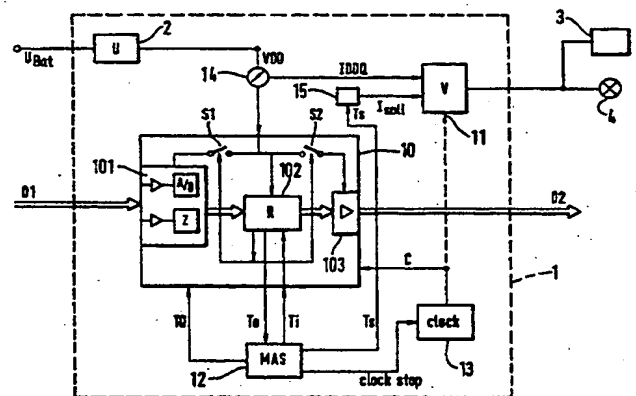 U_Bat
U
2
VDD
14
IDDQ
15
Ts
I_soll
V
11
3
4
S1
S2
10
101
A/D
Z
102
R
103
D1
D2
C
1
Te
Ti
Ts
MAS
12
clock stop
clock
13